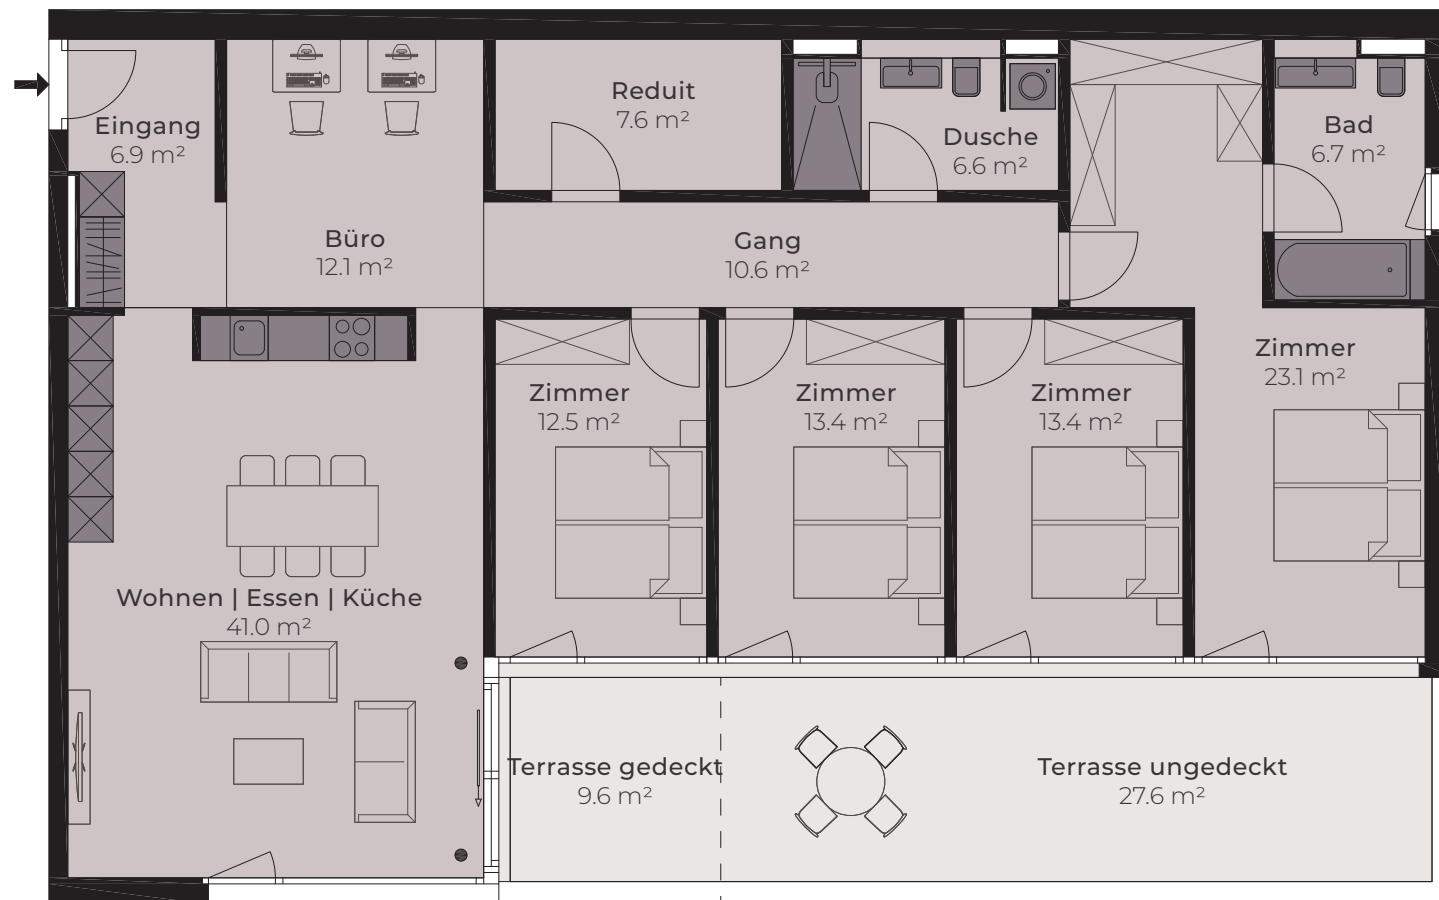 Eingang
6.9 m²
Büro
12.1 m²
Reduit
7.6 m²
Dusche
6.6 m²
Bad
6.7 m²
Gang
10.6 m²
Zimmer
12.5 m²
Zimmer
13.4 m²
Zimmer
13.4 m²
Zimmer
23.1 m²
Wohnen | Essen | Küche
41.0 m²
Terrasse gedeckt
9.6 m²
Terrasse ungedeckt
27.6 m²